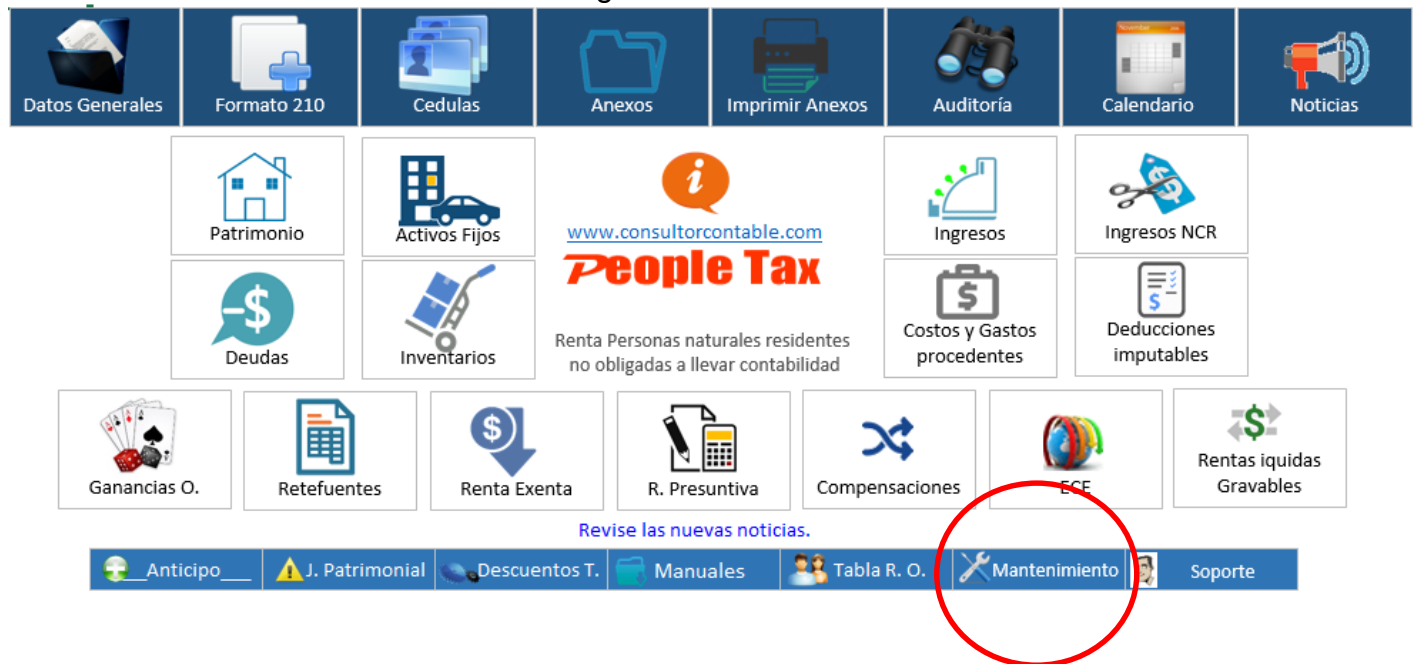 Datos Generales
Formato 210
Cedulas
Anexos
Imprimir Anexos
Auditoría
Calendario
Noticias
Patrimonio
Activos Fijos
www.consultorcontable.com
People Tax
Ingresos
Ingresos NCR
Deudas
Inventarios
Renta Personas naturales residentes
no obligadas a llevar contabilidad
Costos y Gastos
procedentes
Deducciones
imputables
Ganancias O.
Retefuentes
Renta Exenta
R. Presuntiva
Compensaciones
ECE
Rentas iquidas
Gravables
Revise las nuevas noticias.
__Anticipo___
J. Patrimonial
Descuentos T.
Manuales
Tabla R. O.
Mantenimiento
Soporte